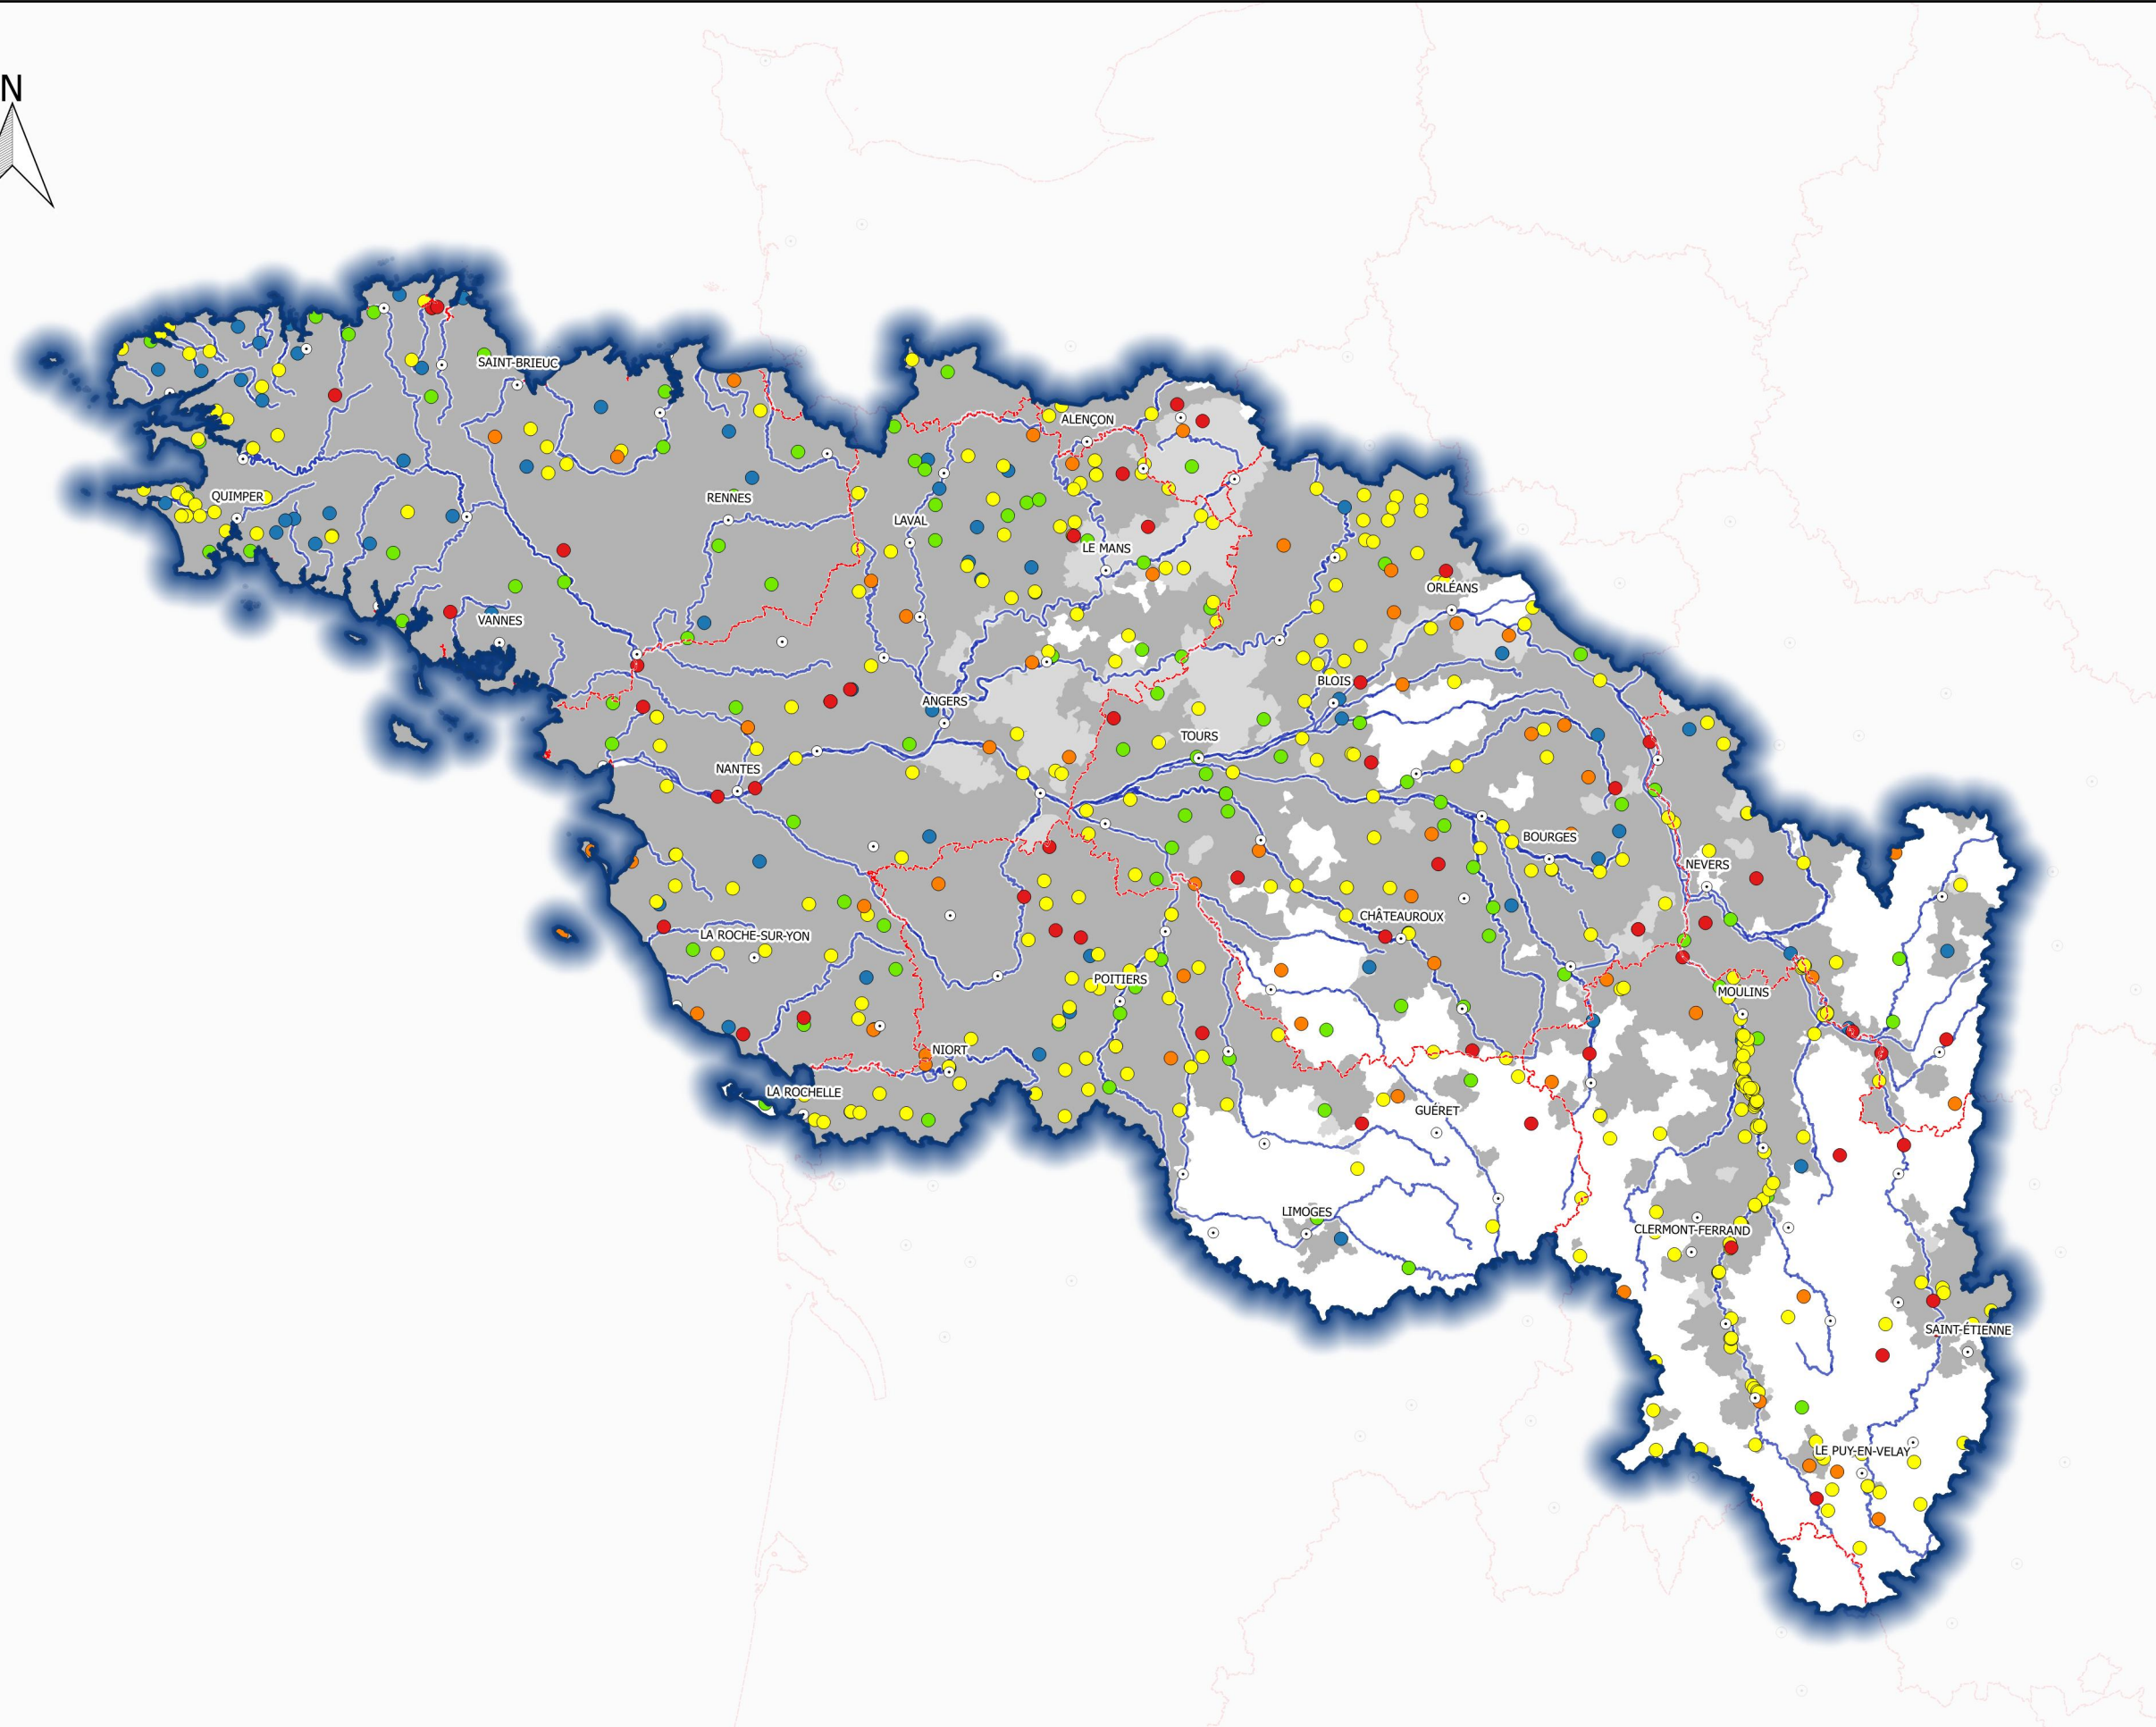 N
SAINT-BRIEUC
ALENÇON
QUIMPER
RENNES
LAVAL
LE MANS
ORLÉANS
VANNES
BLOIS
ANGERS
TOURS
NANTES
BOURGES
NEVERS
CHÂTEAUROUX
LA ROCHE-SUR-YON
POITIERS
MOULINS
NIORT
LA ROCHELLE
GUÉRET
LIMOGES
CLERMONT-FERRAND
SAINT-ÉTIENNE
LE PUY-EN-VELAY